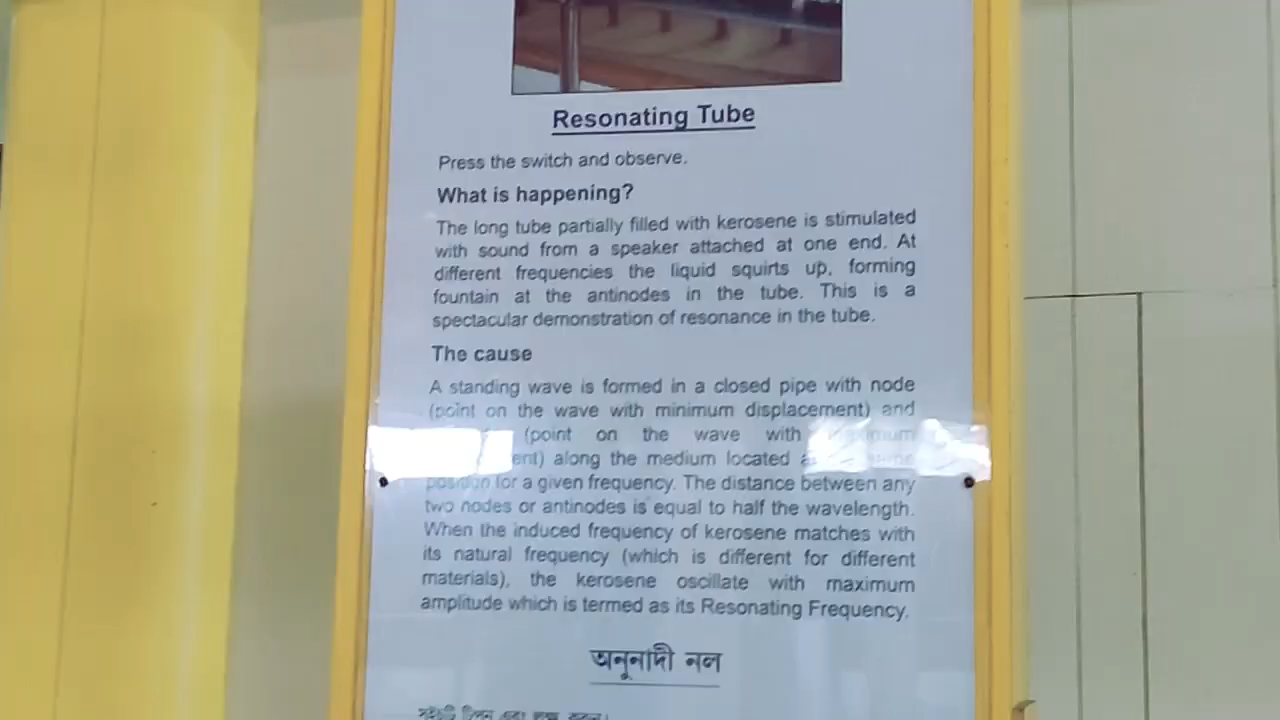 Resonating Tube
Press the switch and observe.
What is happening?
The long tube partially filled with kerosene is stimulated
with sound from a speaker attached at one end. At
different frequencies the liquid squirts up, forming
fountain at the antinodes in the tube. This is a
spectacular demonstration of resonance in the tube.
The cause
A standing wave is formed in a closed pipe with node
(point on the wave with minimum displacement) and
(point on the wave with
along the medium located
position for a given frequency. The distance between any
two nodes or antinodes is equal to half the wavelength.
When the induced frequency of kerosene matches with
its natural frequency (which is different for different
materials), the kerosene oscillate with maximum
amplitude which is termed as its Resonating Frequency.
অনুনাদী নল